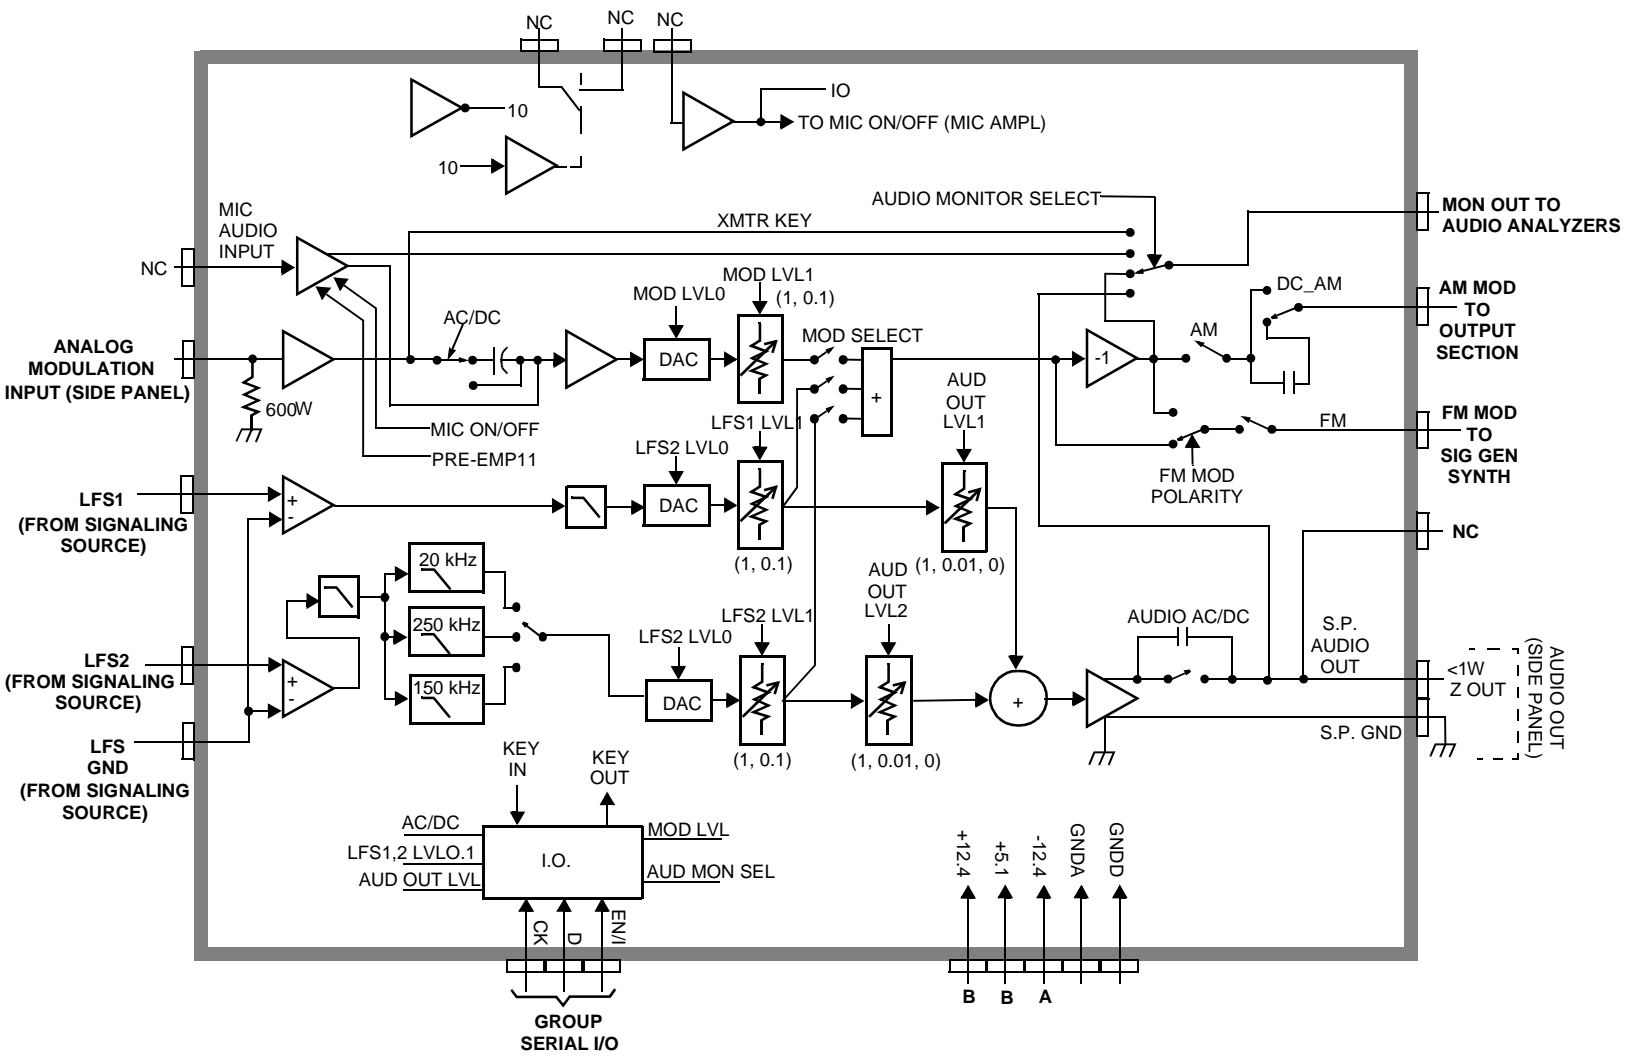 NC
NC
NC
10
10
IO
TO MIC ON/OFF (MIC AMPL)
MIC
AUDIO
INPUT
NC
XMTR KEY
AUDIO MONITOR SELECT
MON OUT TO
AUDIO ANALYZERS
MOD LVL1
(1, 0.1)
MOD LVL0
AC/DC
DAC
MOD SELECT
+
-1
AM
DC_AM
AM MOD
TO
OUTPUT
SECTION
ANALOG
MODULATION
INPUT (SIDE PANEL)
600W
MIC ON/OFF
PRE-EMP11
FM
FM MOD
POLARITY
FM MOD
TO
SIG GEN
SYNTH
LFS1 LVL1
LFS2 LVL0
DAC
(1, 0.1)
AUD
OUT
LVL1
(1, 0.01, 0)
LFS1
(FROM SIGNALING
SOURCE)
+
-
NC
20 kHz
250 kHz
150 kHz
LFS2
(FROM SIGNALING
SOURCE)
+
-
LFS
GND
(FROM SIGNALING
SOURCE)
LFS2 LVL1
LFS2 LVL0
DAC
(1, 0.1)
AUD
OUT
LVL2
(1, 0.01, 0)
+
AUDIO AC/DC
S.P.
AUDIO
OUT
<1W
Z OUT
S.P. GND
AUDIO OUT
(SIDE PANEL)
KEY
IN
KEY
OUT
AC/DC
LFS1,2 LVLO.1
AUD OUT LVL
I.O.
MOD LVL
AUD MON SEL
CK
D
EN/I
GROUP
SERIAL I/O
+12.4
+5.1
-12.4
GNDA
GNDD
B
B
A